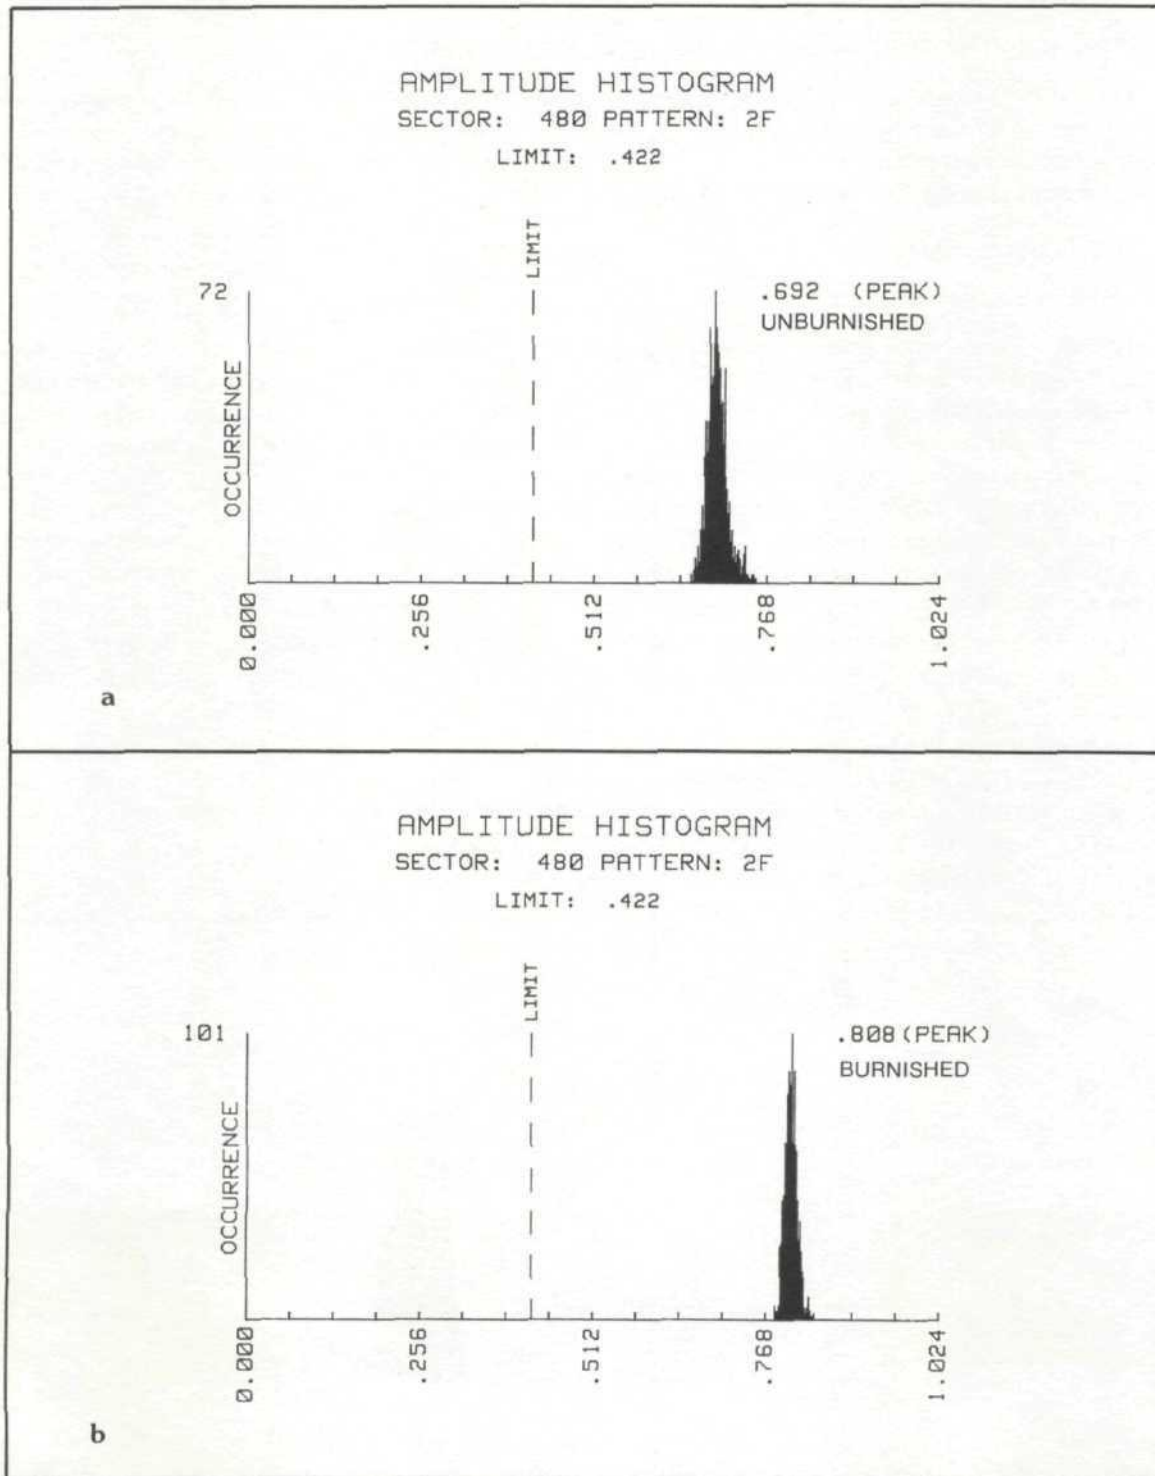 AMPLITUDE HISTOGRAM
SECTOR: 480 PATTERN: 2F
LIMIT: .422
LIMIT
72
.692 (PEAK)
UNBURNISHED
OCCURRENCE
0.000
.256
.512
.768
1.024
a
AMPLITUDE HISTOGRAM
SECTOR: 480 PATTERN: 2F
LIMIT: .422
LIMIT
101
.808 (PEAK)
BURNISHED
OCCURRENCE
0.000
.256
.512
.768
1.024
b